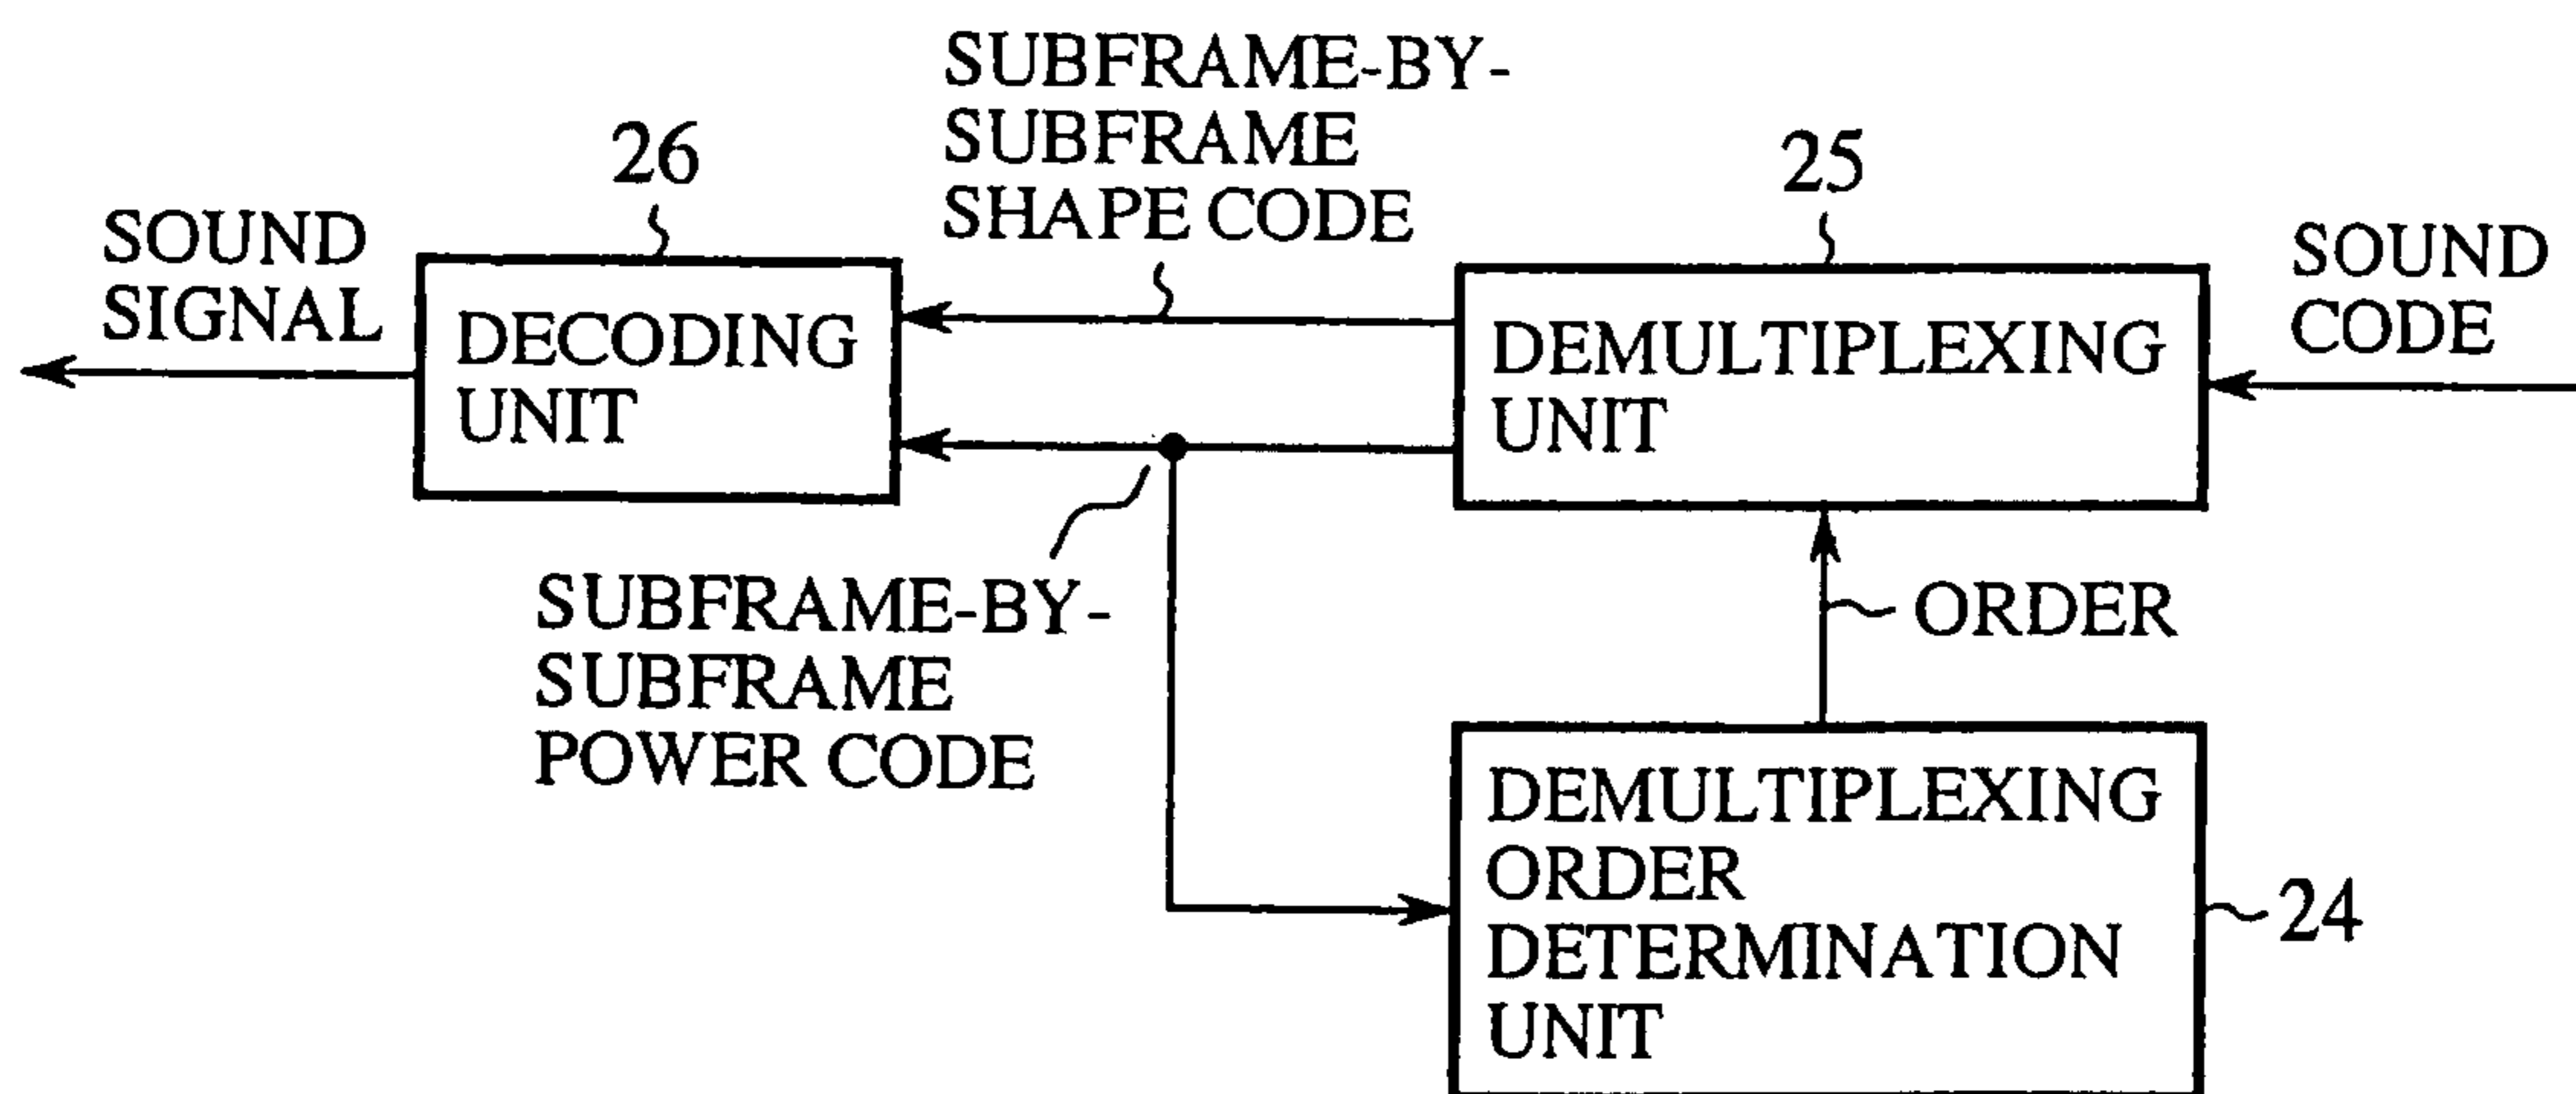 SUBFRAME-BY-
SUBFRAME
SHAPE CODE
26
25
SOUND
SIGNAL
SOUND
CODE
DECODING
UNIT
DEMULTIPLEXING
UNIT
SUBFRAME-BY-
SUBFRAME
POWER CODE
ORDER
DEMULTIPLEXING
ORDER
DETERMINATION
UNIT
24